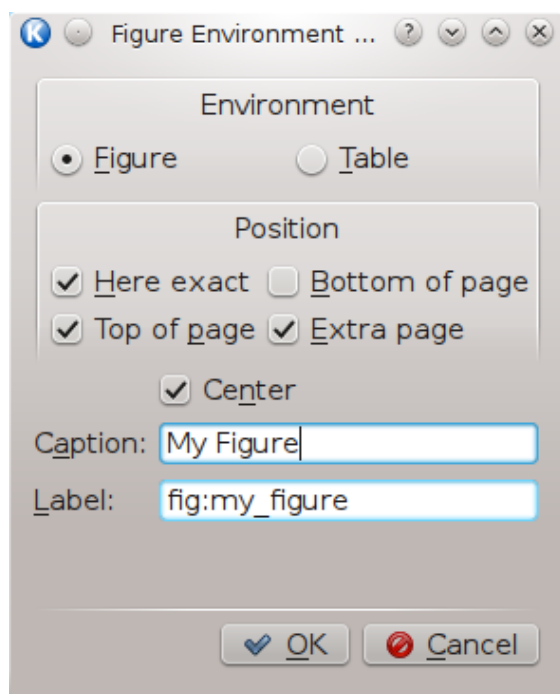 Figure Environment ...
Environment
Figure Table
Position
Here exact Bottom of page
Top of page Extra page
Center
Caption: My Figure
Label: fig:my_figure
OK Cancel